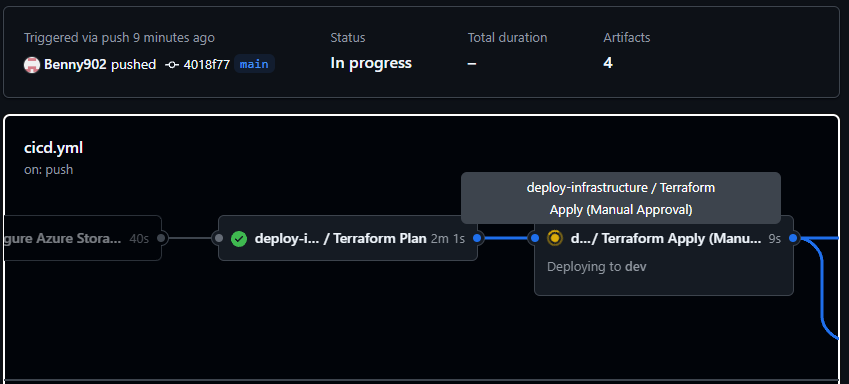 Triggered via push 9 minutes ago
Benny902 pushed 4018f77 main
Status
In progress
Total duration
–
Artifacts
4
cicd.yml
on: push
gure Azure Stora... 40s
deploy-i... / Terraform Plan 2m 1s
deploy-infrastructure / Terraform
Apply (Manual Approval)
d.../ Terraform Apply (Manu... 9s
Deploying to dev